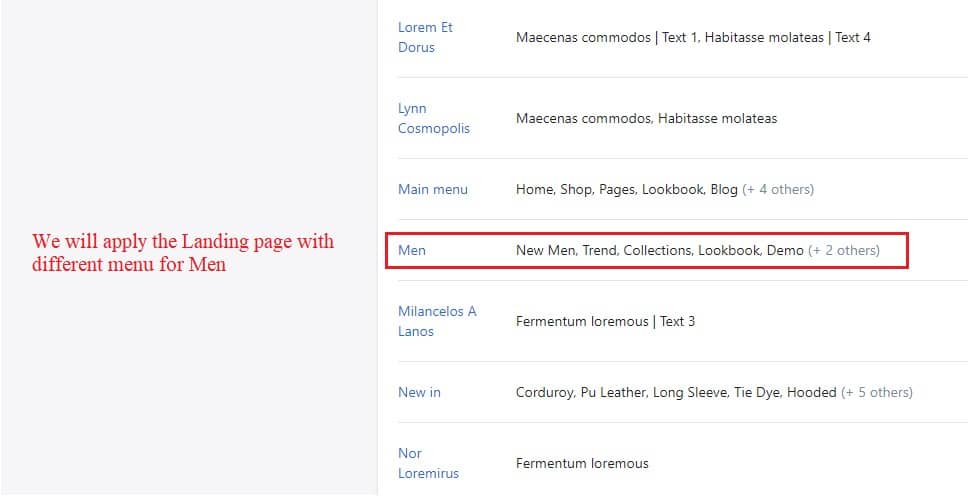 Lorem Et
Dorus
Maecenas commodos | Text 1, Habitasse molateas | Text 4
Lynn
Cosmopolis
Maecenas commodos, Habitasse molateas
Main menu
Home, Shop, Pages, Lookbook, Blog (+ 4 others)
We will apply the Landing page with
different menu for Men
Men
New Men, Trend, Collections, Lookbook, Demo (+ 2 others)
Milancelos A
Lanos
Fermentum loremous | Text 3
New in
Corduroy, Pu Leather, Long Sleeve, Tie Dye, Hooded (+ 5 others)
Nor
Loremirus
Fermentum loremous